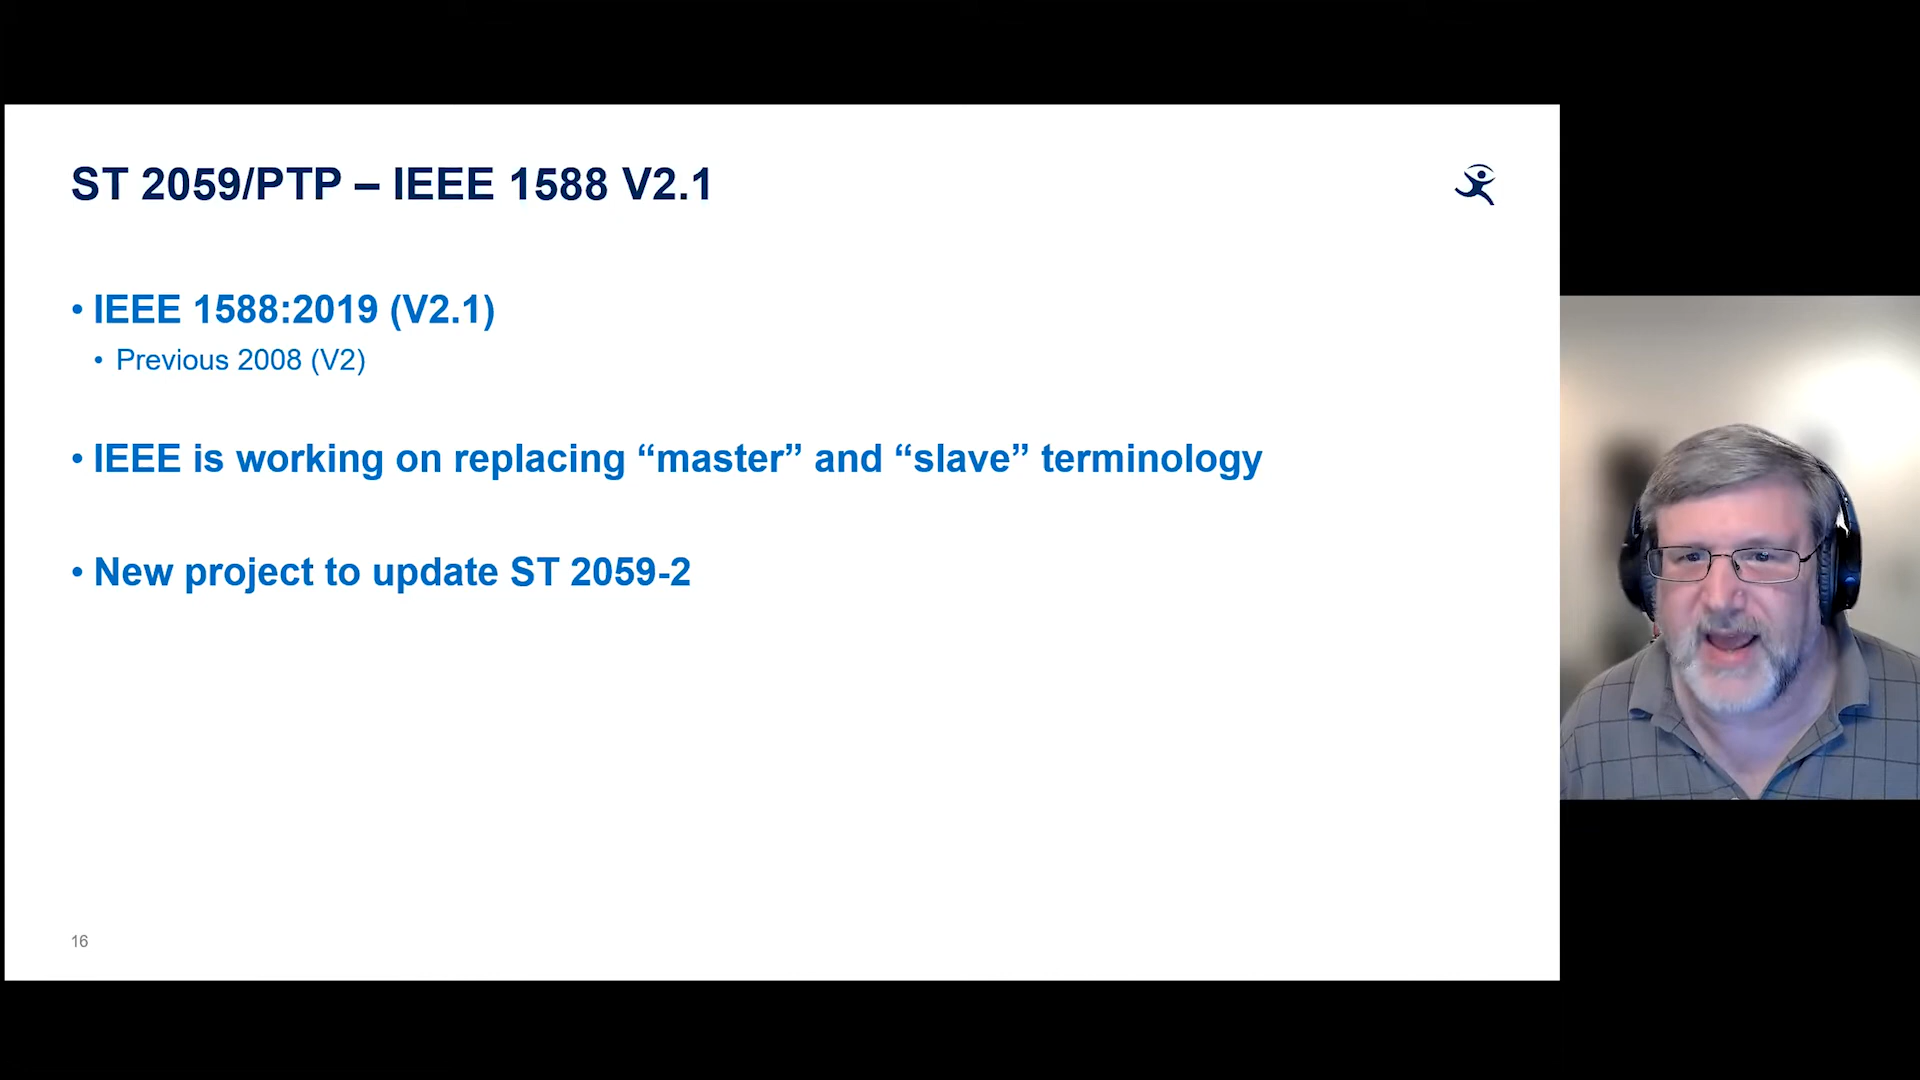 ST 2059/PTP – IEEE 1588 V2.1
• IEEE 1588:2019 (V2.1)
• Previous 2008 (V2)
• IEEE is working on replacing “master” and “slave” terminology
• New project to update ST 2059-2
16